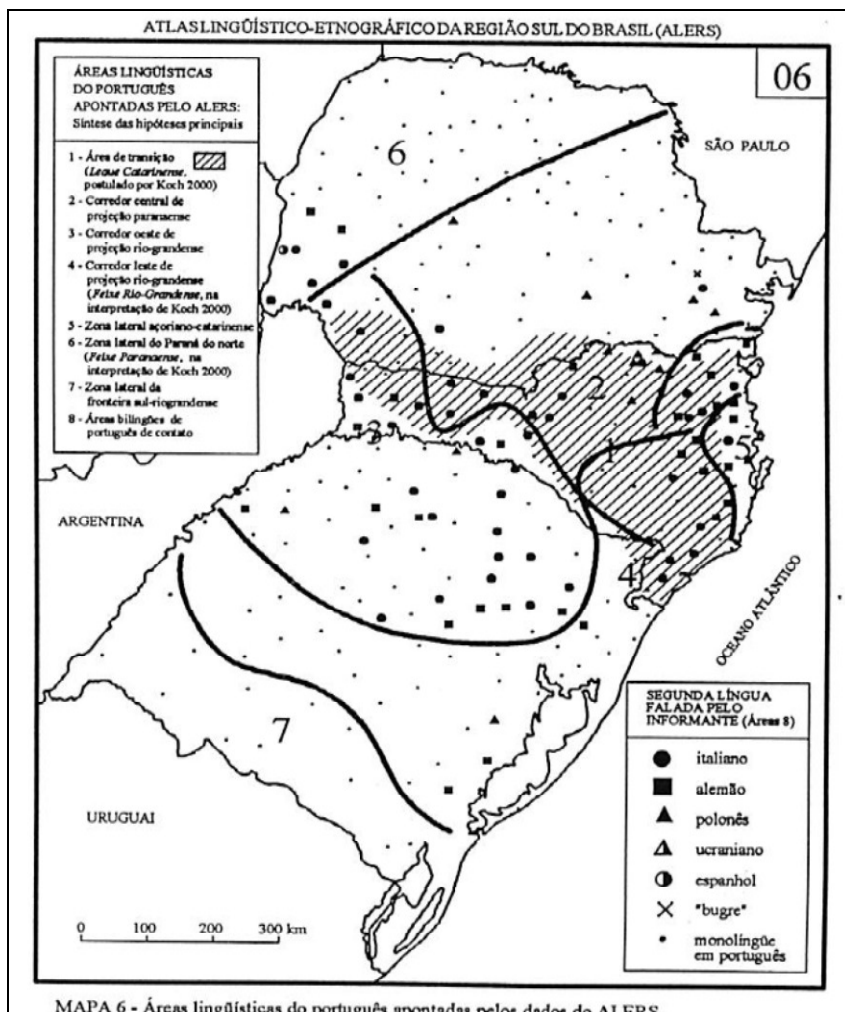 ATLAS LINGÜÍSTICO-ETNOGRÁFICO DA REGIÃO SUL DO BRASIL (ALERS)
06
ÁREAS LINGÜÍSTICAS
DO PORTUGUÊS
APONTADAS PELO ALERS:
Síntese das hipóteses principais
1 - Área de transição
(Leque Catarinense,
postulado por Koch 2000)
2 - Corredor central de
projeção paranaense
3 - Corredor oeste de
projeção rio-grandense
4 - Corredor leste de
projeção rio-grandense
(Feixe Rio-Grandense, na
interpretação de Koch 2000)
5 - Zona lateral açoriano-catarinense
6 - Zona lateral do Paraná do norte
(Feixe Paranaense, na
interpretação de Koch 2000)
7 - Zona lateral da
fronteira sul-riograndense
8 - Áreas bilíngües de
português de contato
6
SÃO PAULO
2
3
1
5
ARGENTINA
4
OCEANO ATLÂNTICO
7
URUGUAI
0 100 200 300 km
SEGUNDA LÍNGUA
FALADA PELO
INFORMANTE (Áreas 8)
italiano
alemão
polonês
ucraniano
espanhol
"bugre"
monolíngüe
em português
MAPA 6 - Áreas lingüísticas do português apontadas pelos dados do ALERS